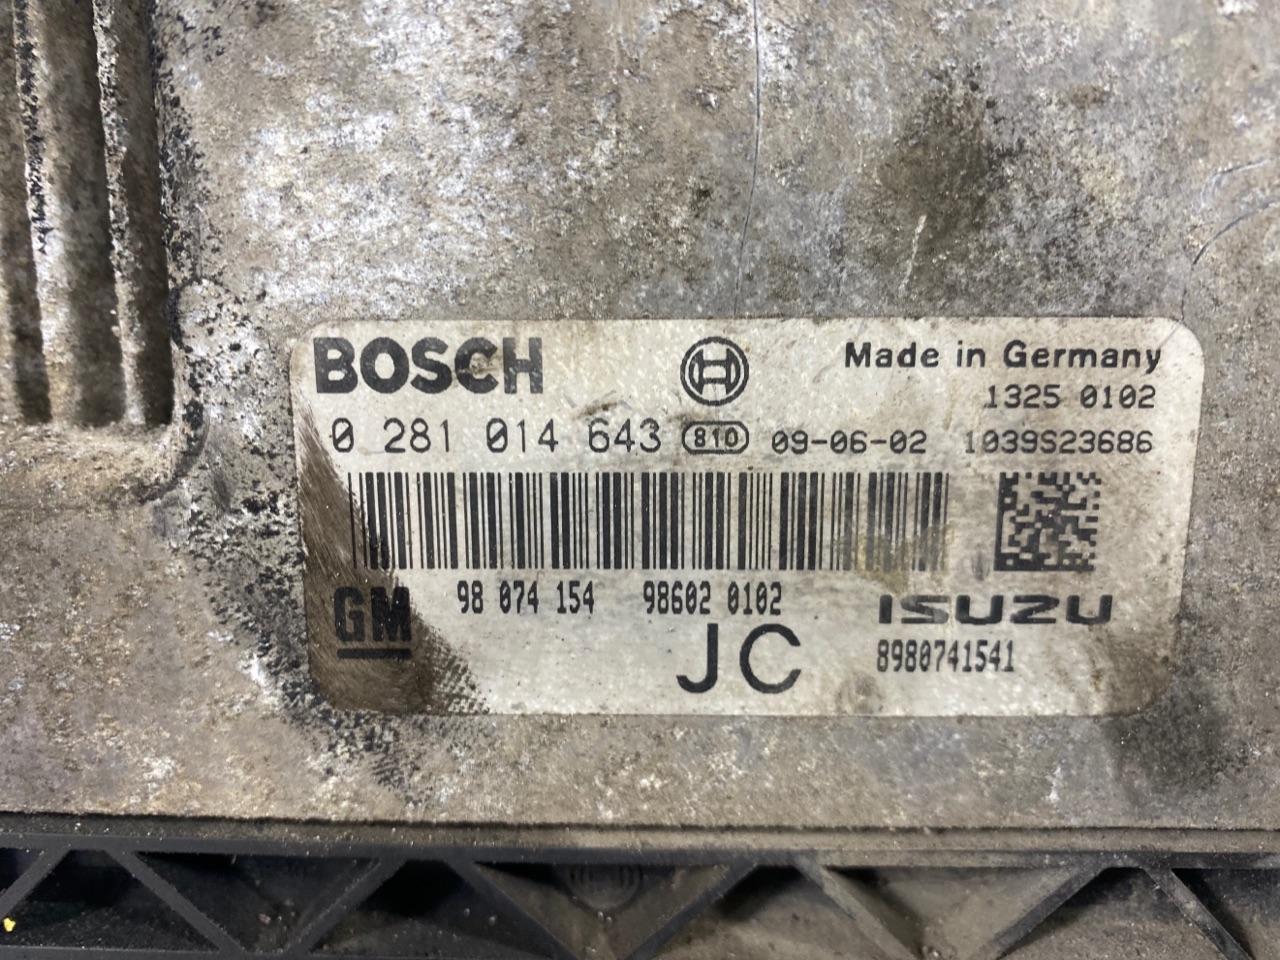 BOSCH Made in Germany
1325 0102
0 281 014 643 810 09-06-02 1039S23686
98 074 154 98602 0102 ISUZU
GM JC 8980741541